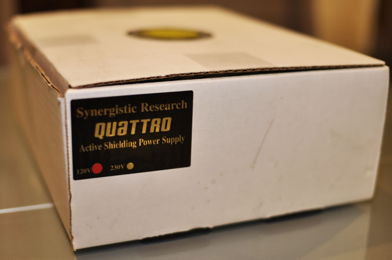 Synergistic Research
QUATTRO
Active Shielding Power Supply
120V 230V